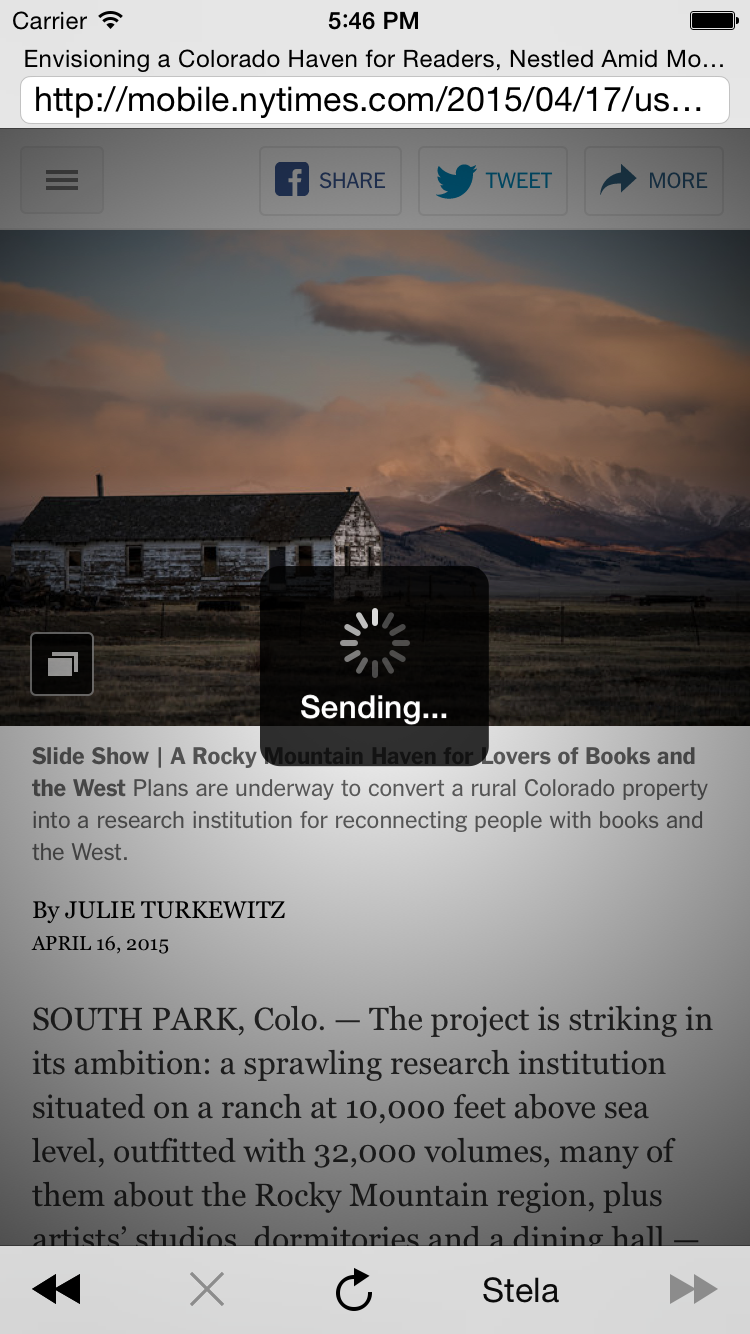 Carrier 5:46 PM
Envisioning a Colorado Haven for Readers, Nestled Amid Mo...
http://mobile.nytimes.com/2015/04/17/us...
SHARE TWEET MORE
Sending...
Slide Show | A Rocky Mountain Haven for Lovers of Books and
the West Plans are underway to convert a rural Colorado property
into a research institution for reconnecting people with books and
the West.
By JULIE TURKEWITZ
APRIL 16, 2015
SOUTH PARK, Colo. — The project is striking in
its ambition: a sprawling research institution
situated on a ranch at 10,000 feet above sea
level, outfitted with 32,000 volumes, many of
them about the Rocky Mountain region, plus
artists’ studios, dormitories and a dining hall —
Stela